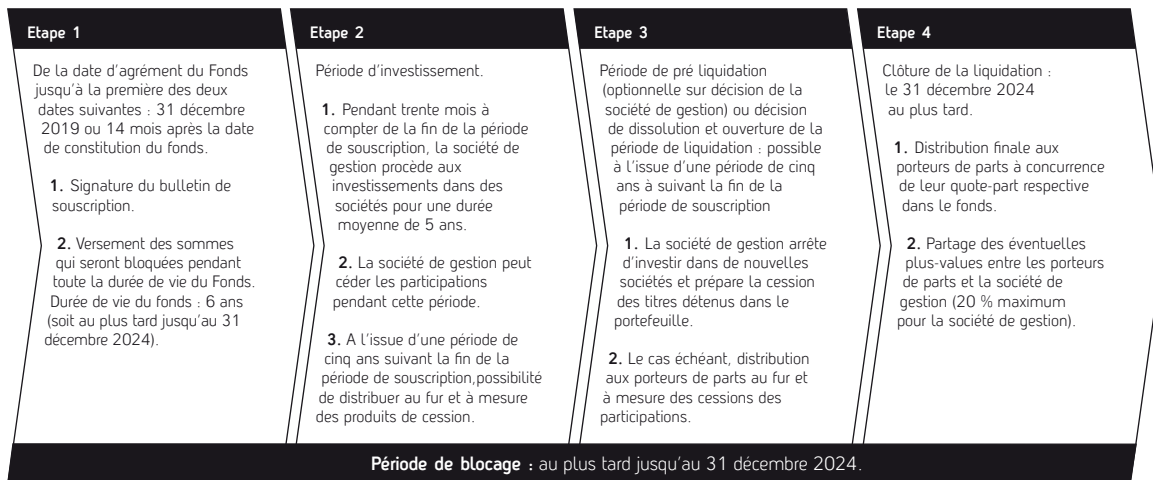 Etape 1
De la date d'agrément du Fonds
jusqu'à la première des deux
dates suivantes : 31 décembre
2019 ou 14 mois après la date
de constitution du fonds.
1. Signature du bulletin de
souscription.
2. Versement des sommes
qui seront bloquées pendant
toute la durée de vie du Fonds.
Durée de vie du fonds : 6 ans
(soit au plus tard jusqu'au 31
décembre 2024).
Etape 2
Période d'investissement.
1. Pendant trente mois à
compter de la fin de la période
de souscription, la société de
gestion procède aux
investissements dans des
sociétés pour une durée
moyenne de 5 ans.
2. La société de gestion peut
céder les participations
pendant cette période.
3. A l'issue d'une période de
cinq ans suivant la fin de la
période de souscription,possibilité
de distribuer au fur et à mesure
des produits de cession.
Etape 3
Période de pré liquidation
(optionnelle sur décision de la
société de gestion) ou décision
de dissolution et ouverture de la
période de liquidation : possible
à l'issue d'une période de cinq
ans à suivant la fin de la
période de souscription
1. La société de gestion arrête
d'investir dans de nouvelles
sociétés et prépare la cession
des titres détenus dans le
portefeuille.
2. Le cas échéant, distribution
aux porteurs de parts au fur et
à mesure des cessions des
participations.
Etape 4
Clôture de la liquidation :
le 31 décembre 2024
au plus tard.
1. Distribution finale aux
porteurs de parts à concurrence
de leur quote-part respective
dans le fonds.
2. Partage des éventuelles
plus-values entre les porteurs
de parts et la société de
gestion (20 % maximum
pour la société de gestion).
Période de blocage : au plus tard jusqu'au 31 décembre 2024.